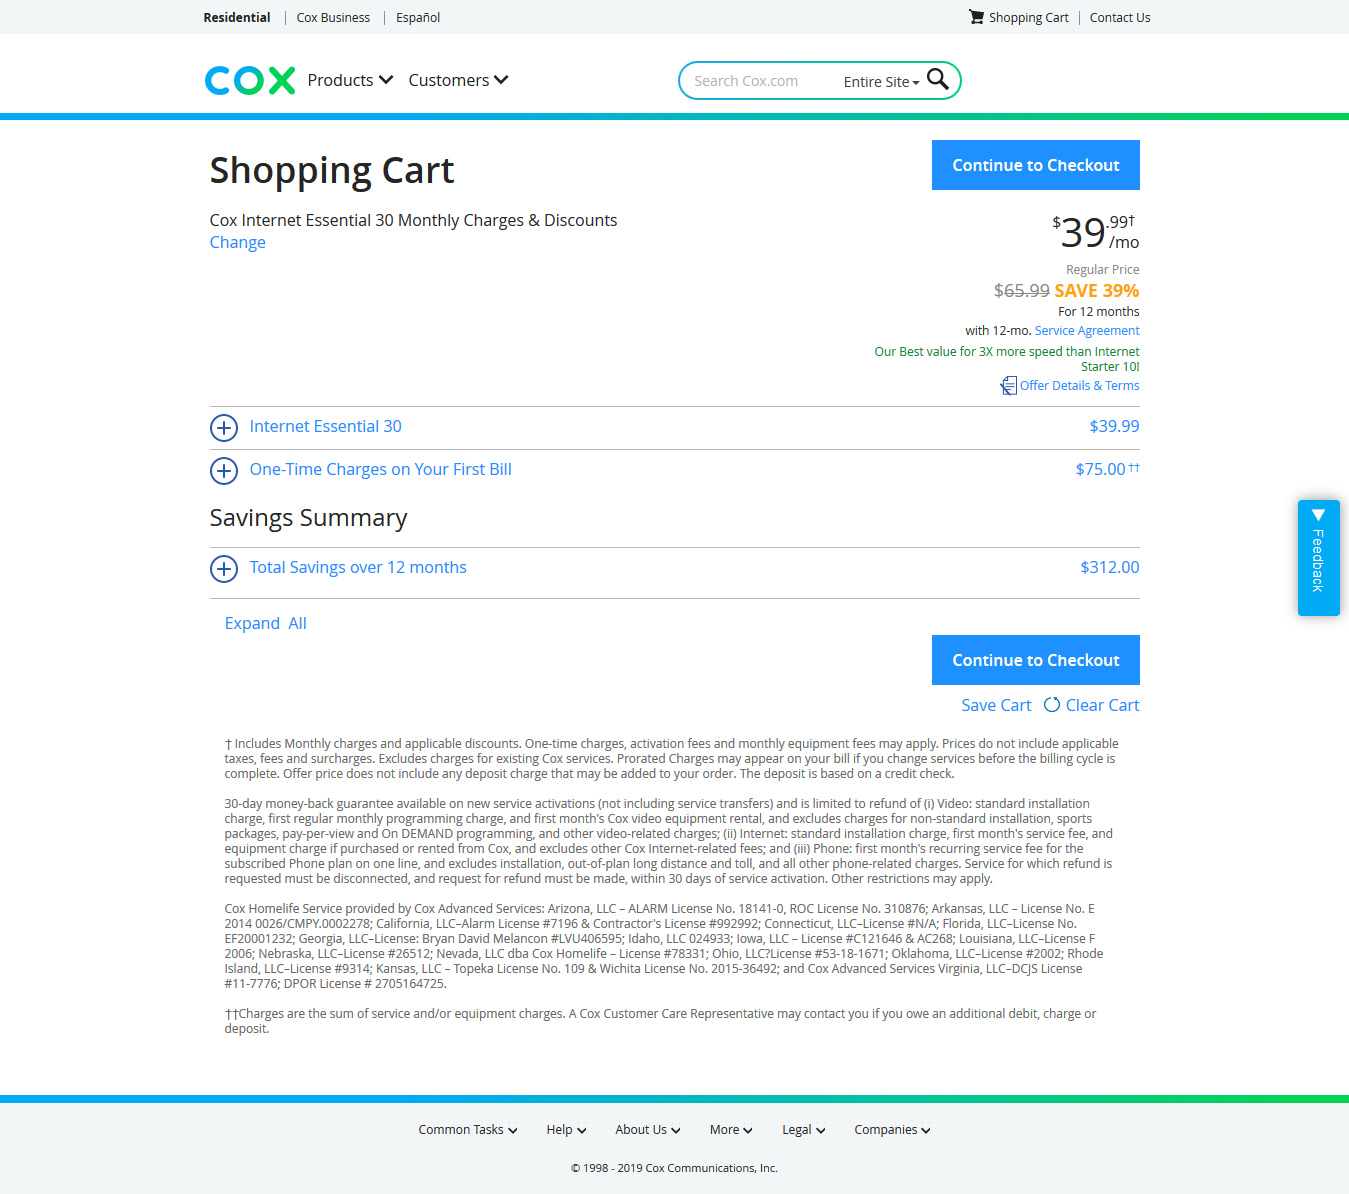 Residential | Cox Business | Español
Shopping Cart | Contact Us
COX Products Customers
Search Cox.com Entire Site
Shopping Cart
Continue to Checkout
Cox Internet Essential 30 Monthly Charges & Discounts
Change
$39.99† /mo
Regular Price
$65.99 SAVE 39%
For 12 months
with 12-mo. Service Agreement
Our Best value for 3X more speed than Internet
Starter 10!
Offer Details & Terms
Internet Essential 30 $39.99
One-Time Charges on Your First Bill $75.00 ††
Savings Summary
Total Savings over 12 months $312.00
Expand All
Continue to Checkout
Save Cart Clear Cart
Feedback
† Includes Monthly charges and applicable discounts. One-time charges, activation fees and monthly equipment fees may apply. Prices do not include applicable
taxes, fees and surcharges. Excludes charges for existing Cox services. Prorated Charges may appear on your bill if you change services before the billing cycle is
complete. Offer price does not include any deposit charge that may be added to your order. The deposit is based on a credit check.
30-day money-back guarantee available on new service activations (not including service transfers) and is limited to refund of (i) Video: standard installation
charge, first regular monthly programming charge, and first month's Cox video equipment rental, and excludes charges for non-standard installation, sports
packages, pay-per-view and On DEMAND programming, and other video-related charges; (ii) Internet: standard installation charge, first month's service fee, and
equipment charge if purchased or rented from Cox, and excludes other Cox Internet-related fees; and (iii) Phone: first month's recurring service fee for the
subscribed Phone plan on one line, and excludes installation, out-of-plan long distance and toll, and all other phone-related charges. Service for which refund is
requested must be disconnected, and request for refund must be made, within 30 days of service activation. Other restrictions may apply.
Cox Homelife Service provided by Cox Advanced Services: Arizona, LLC – ALARM License No. 18141-0, ROC License No. 310876; Arkansas, LLC – License No. E
2014 0026/CMPY.0002278; California, LLC–Alarm License #7196 & Contractor's License #992992; Connecticut, LLC–License #N/A; Florida, LLC–License No.
EF20001232; Georgia, LLC–License: Bryan David Melancon #LVU406595; Idaho, LLC 024933; Iowa, LLC – License #C121646 & AC268; Louisiana, LLC–License F
2006; Nebraska, LLC–License #26512; Nevada, LLC dba Cox Homelife – License #78331; Ohio, LLC?License #53-18-1671; Oklahoma, LLC–License #2002; Rhode
Island, LLC–License #9314; Kansas, LLC – Topeka License No. 109 & Wichita License No. 2015-36492; and Cox Advanced Services Virginia, LLC–DCJS License
#11-7776; DPOR License # 2705164725.
††Charges are the sum of service and/or equipment charges. A Cox Customer Care Representative may contact you if you owe an additional debit, charge or
deposit.
Common Tasks Help About Us More Legal Companies
© 1998 - 2019 Cox Communications, Inc.